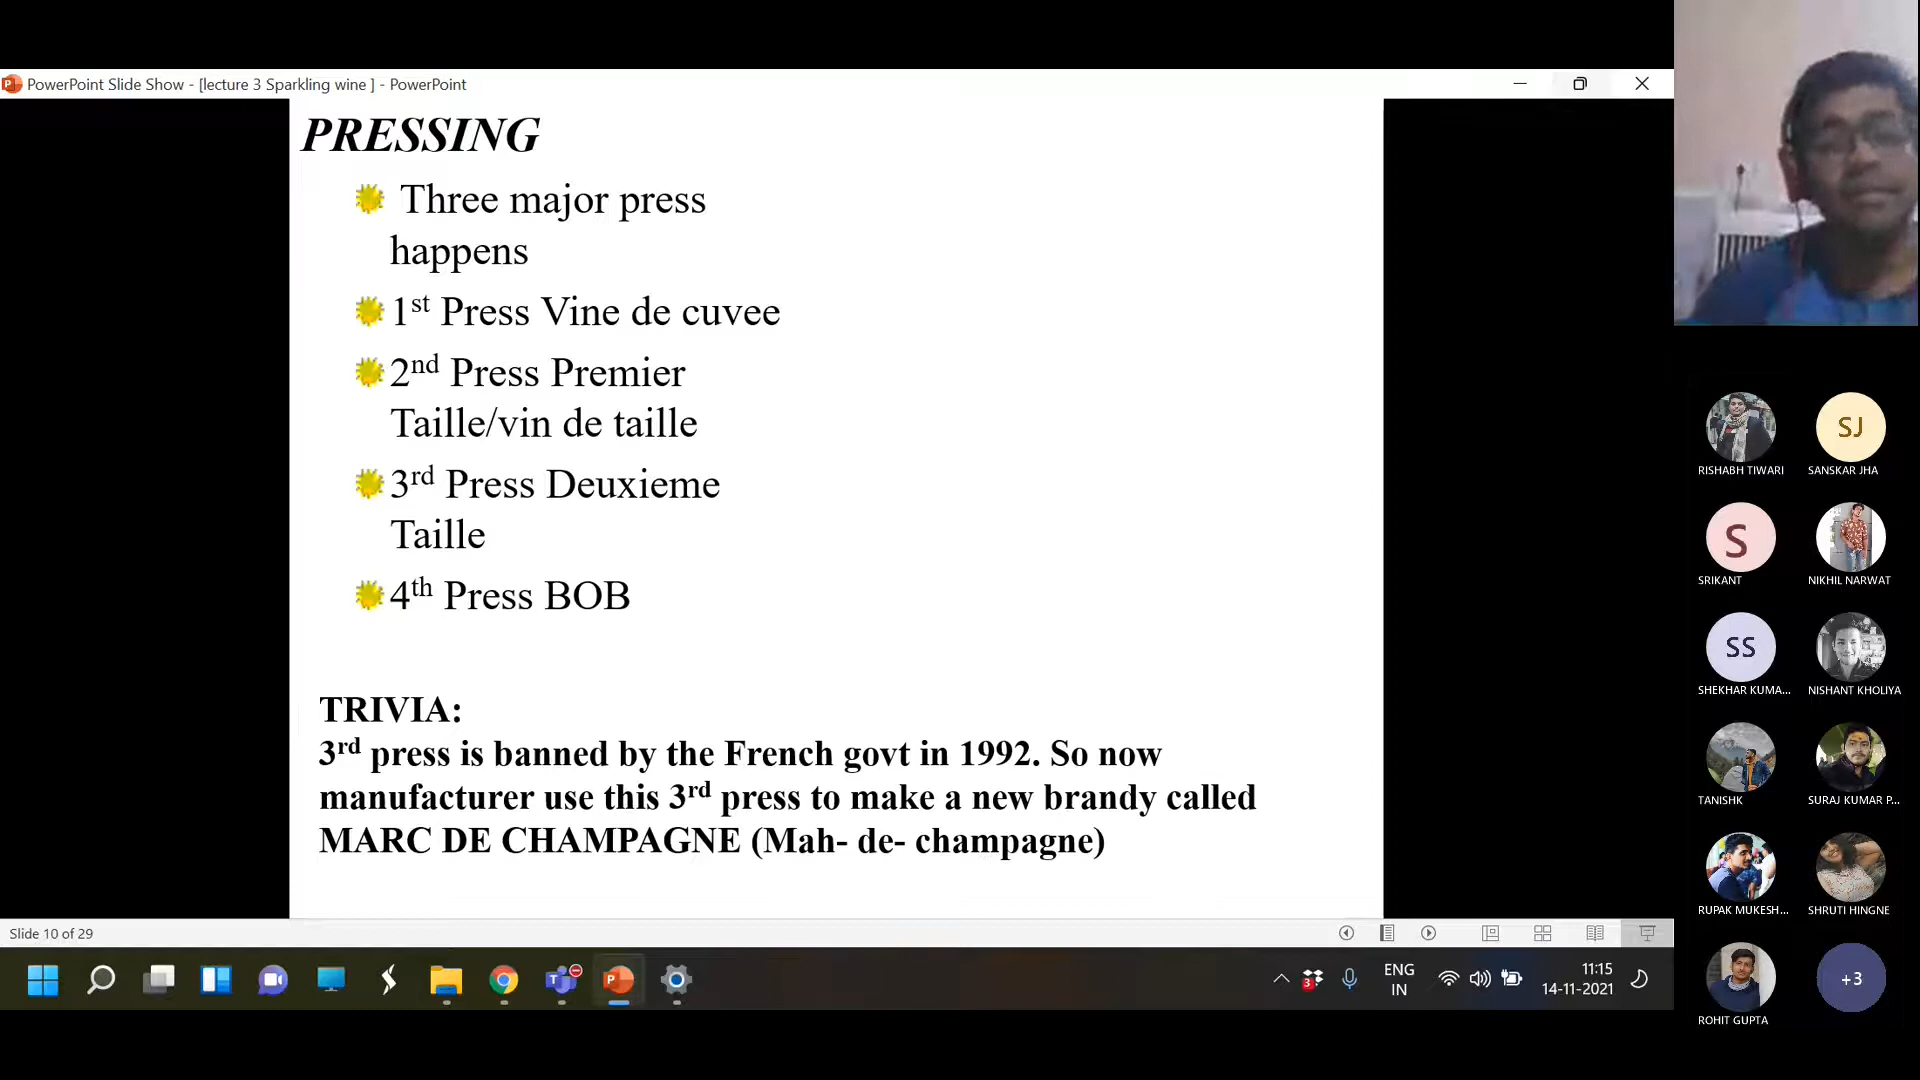 PowerPoint Slide Show - [lecture 3 Sparkling wine ] - PowerPoint
PRESSING
Three major press
happens
1st Press Vine de cuvee
2nd Press Premier
Taille/vin de taille
3rd Press Deuxieme
Taille
4th Press BOB
TRIVIA:
3rd press is banned by the French govt in 1992. So now
manufacturer use this 3rd press to make a new brandy called
MARC DE CHAMPAGNE (Mah- de- champagne)
Slide 10 of 29
3
ENG
IN
11:15
14-11-2021
SJ
RISHABH TIWARI
SANSKAR JHA
S
SRIKANT
NIKHIL NARWAT
SS
SHEKHAR KUMA...
NISHANT KHOLIYA
TANISHK
SURAJ KUMAR P...
RUPAK MUKESH...
SHRUTI HINGNE
+3
ROHIT GUPTA